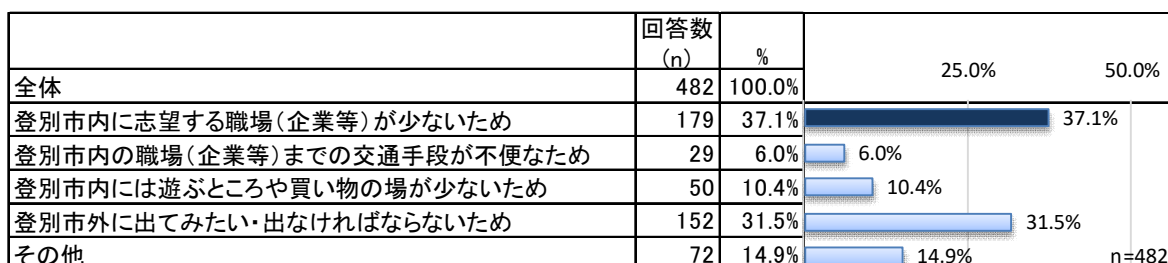 回答数
(n) %
25.0% 50.0%
全体 482 100.0%
登別市内に志望する職場(企業等)が少ないため 179 37.1% 37.1%
登別市内の職場(企業等)までの交通手段が不便なため 29 6.0% 6.0%
登別市内には遊ぶところや買い物の場が少ないため 50 10.4% 10.4%
登別市外に出てみたい・出なければならないため 152 31.5% 31.5%
その他 72 14.9% 14.9% n=482